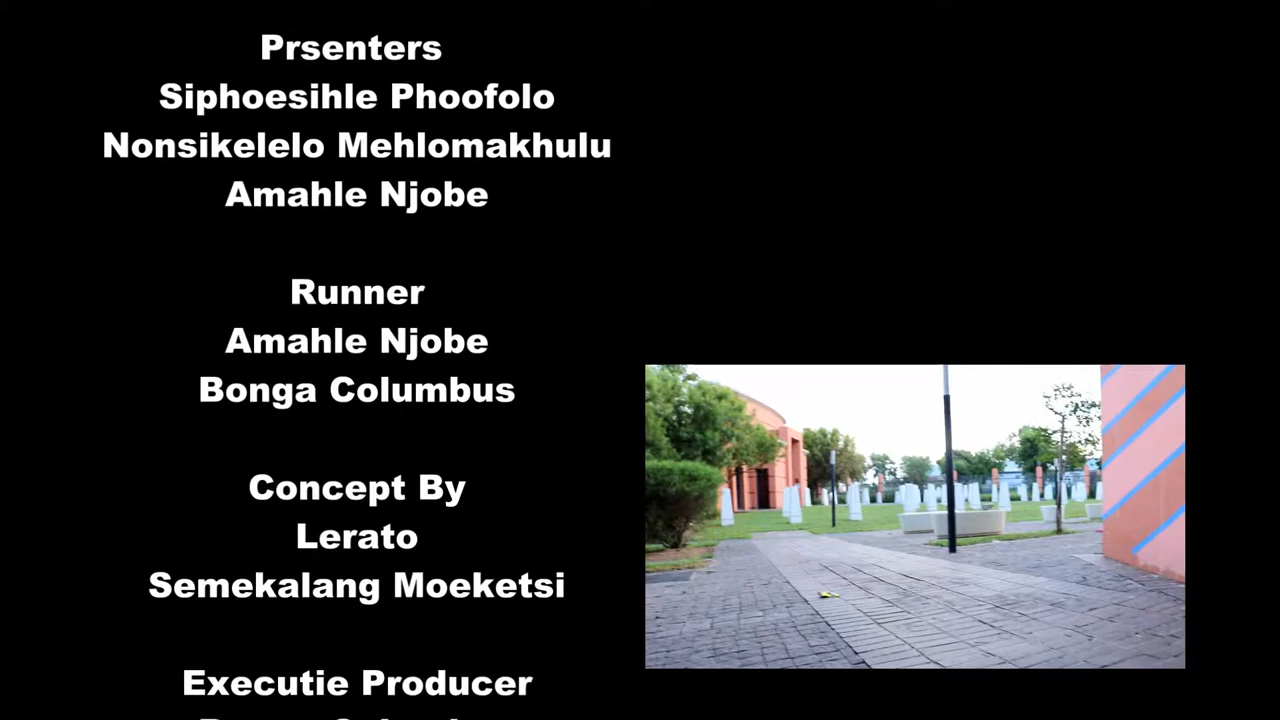 Prsenters
Siphoesihle Phoofolo
Nonsikelelo Mehlomakhulu
Amahle Njobe
Runner
Amahle Njobe
Bonga Columbus
Concept By
Lerato
Semekalang Moeketsi
Executie Producer